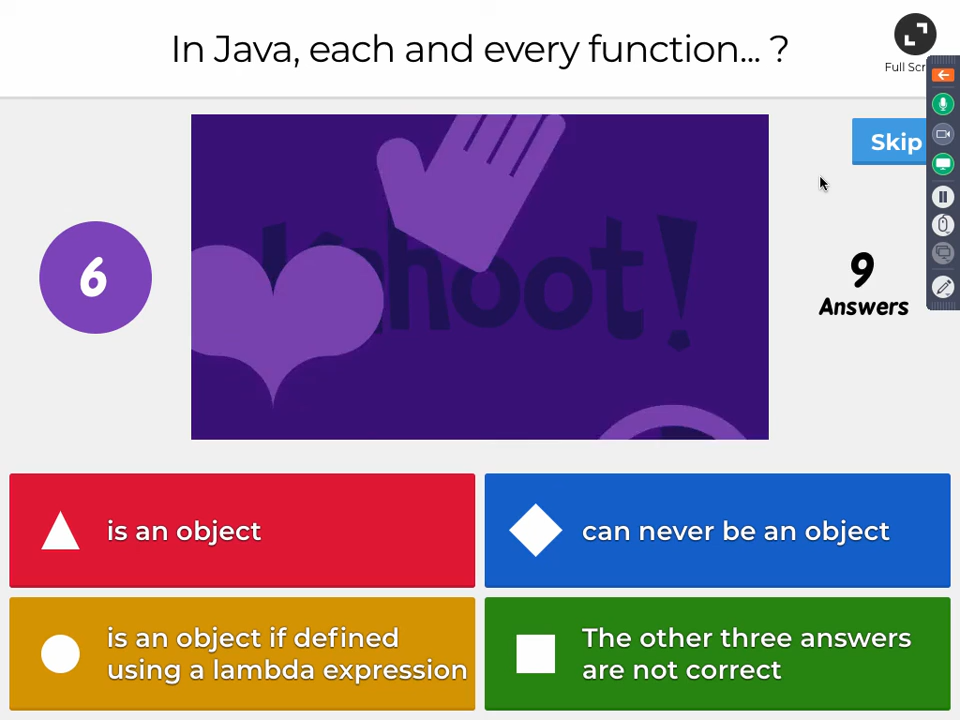 In Java, each and every function... ?
Full Scr
Skip
6
Kahoot!
9
Answers
is an object
can never be an object
is an object if defined
using a lambda expression
The other three answers
are not correct